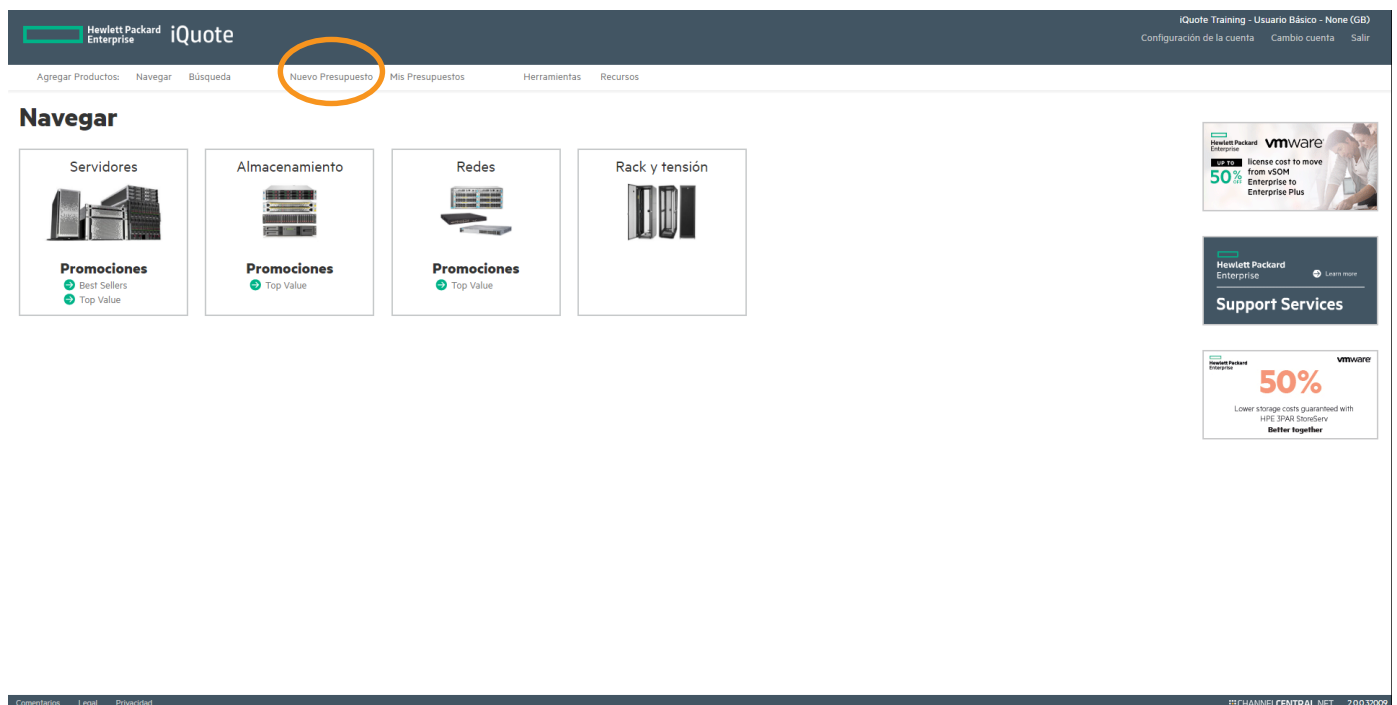 Hewlett Packard
Enterprise
iQuote
iQuote Training - Usuario Básico - None (GB)
Configuración de la cuenta Cambio cuenta Salir
Agregar Productos: Navegar Búsqueda Nuevo Presupuesto Mis Presupuestos Herramientas Recursos
Navegar
Servidores
Promociones
Best Sellers
Top Value
Almacenamiento
Promociones
Top Value
Redes
Promociones
Top Value
Rack y tensión
Hewlett Packard
Enterprise
vmware
UP TO
50% OFF
license cost to move
from vSOM
Enterprise to
Enterprise Plus
Hewlett Packard
Enterprise
Learn more
Support Services
Hewlett Packard
Enterprise
vmware
50%
Lower storage costs guaranteed with
HPE 3PAR StoreServ
Better together
Comentarios Legal Privacidad
CHANNELCENTRAL.NET 2.0.0.32009